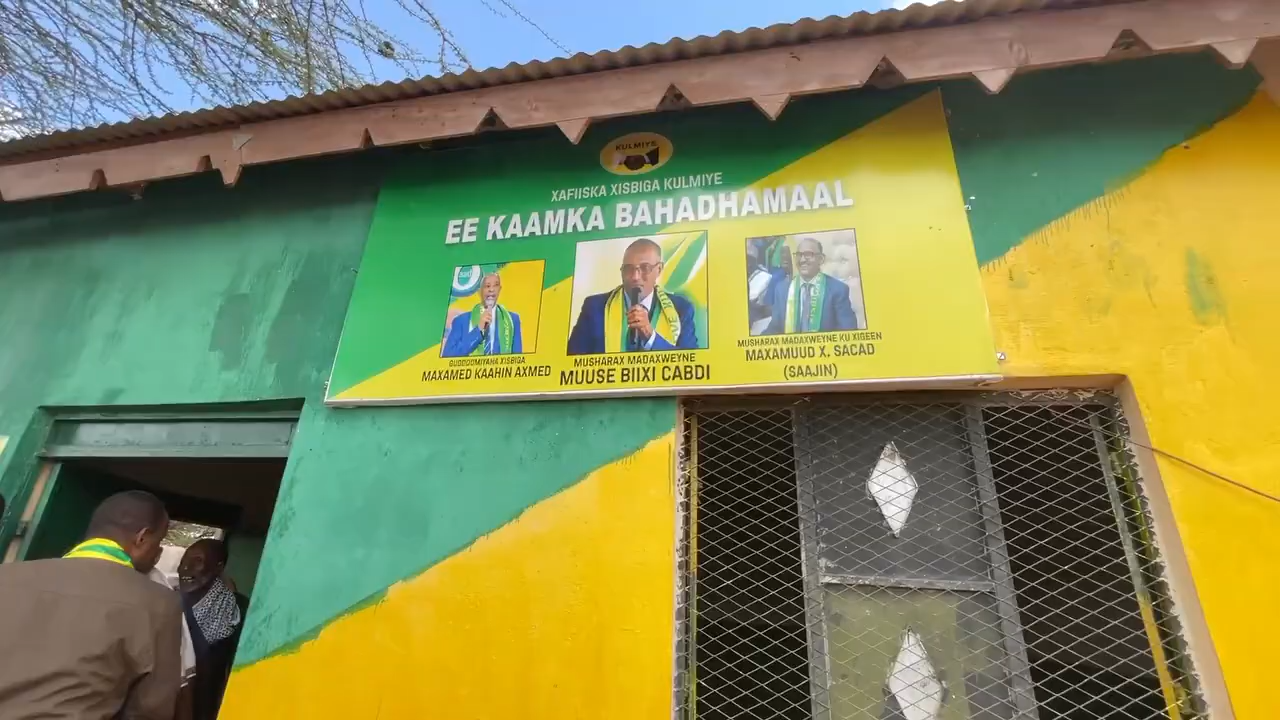 KULMIYE
XAFIISKA XISBIGA KULMIYE
EE KAAMKA BAHADHAMAAL
GUDDOOMIYAHA XISBIGA
MAXAMED KAAHIN AXMED
MUSHARAX MADAXWEYNE
MUUSE BIIXI CABDI
MUSHARAX MADAXWEYNE KU XIGEEN
MAXAMUUD X. SACAD
(SAAJIN)